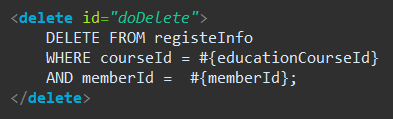 <delete id="doDelete">
DELETE FROM registeInfo
WHERE courseId = #{educationCourseId}
AND memberId =  #{memberId};
</delete>